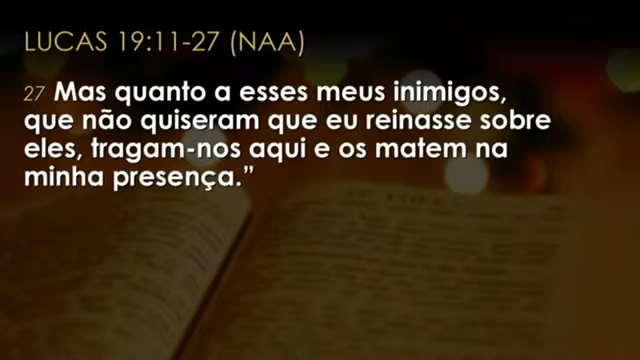 LUCAS 19:11-27 (NAA)
27 Mas quanto a esses meus inimigos,
que não quiseram que eu reinasse sobre
eles, tragam-nos aqui e os matem na
minha presença.”